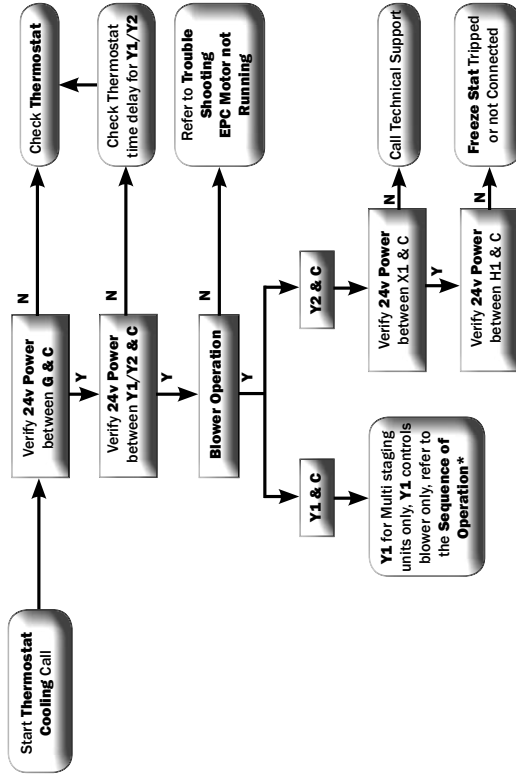 Start Thermostat
Cooling Call
Verify 24v Power
between G & C
N
Check Thermostat
Y
Verify 24v Power
between Y1/Y2 & C
N
Check Thermostat
time delay for Y1/Y2
Y
Blower Operation
N
Refer to Trouble
Shooting
EPC Motor not
Running
Y
Y1 & C
Y2 & C
Y1 for Multi staging
units only, Y1 controls
blower only, refer to
the Sequence of
Operation*
Verify 24v Power
between X1 & C
N
Call Technical Support
Y
Verify 24v Power
between H1 & C
N
Freeze Stat Tripped
or not Connected